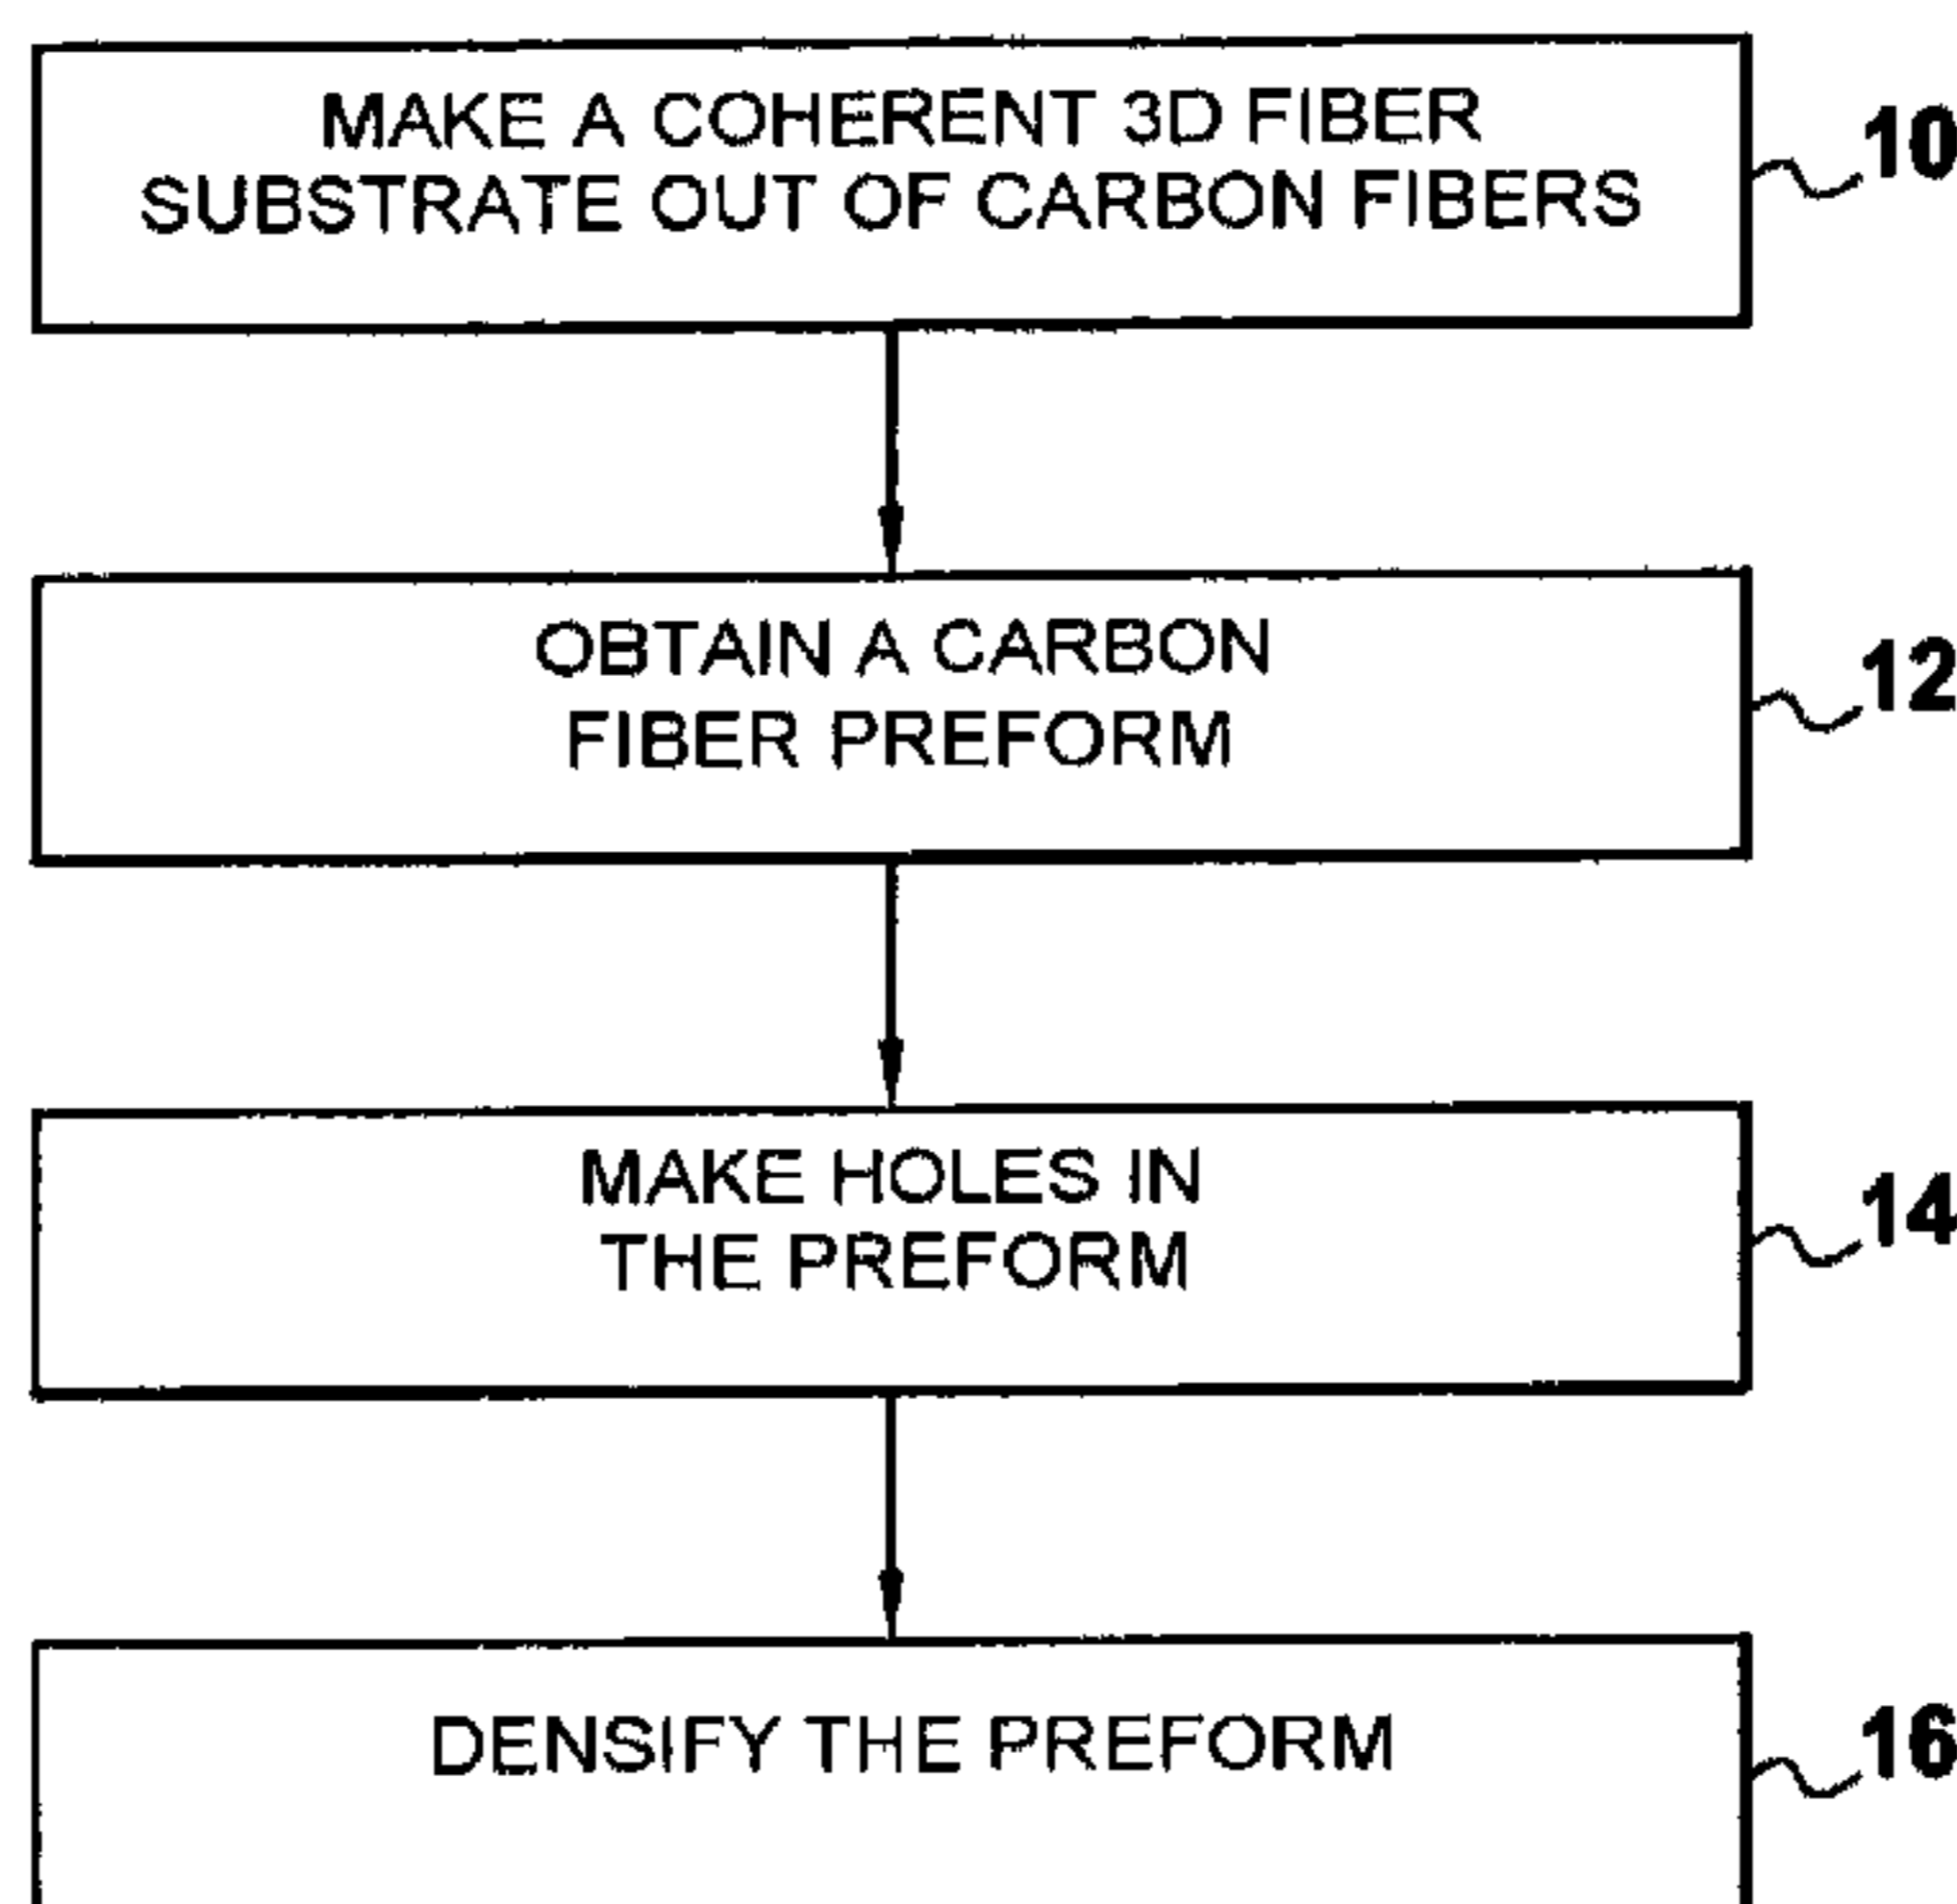 MAKE A COHERENT 3D FIBER
SUBSTRATE OUT OF CARBON FIBERS
10
OBTAIN A CARBON
FIBER PREFORM
12
MAKE HOLES IN
THE PREFORM
14
DENSIFY THE PREFORM
16